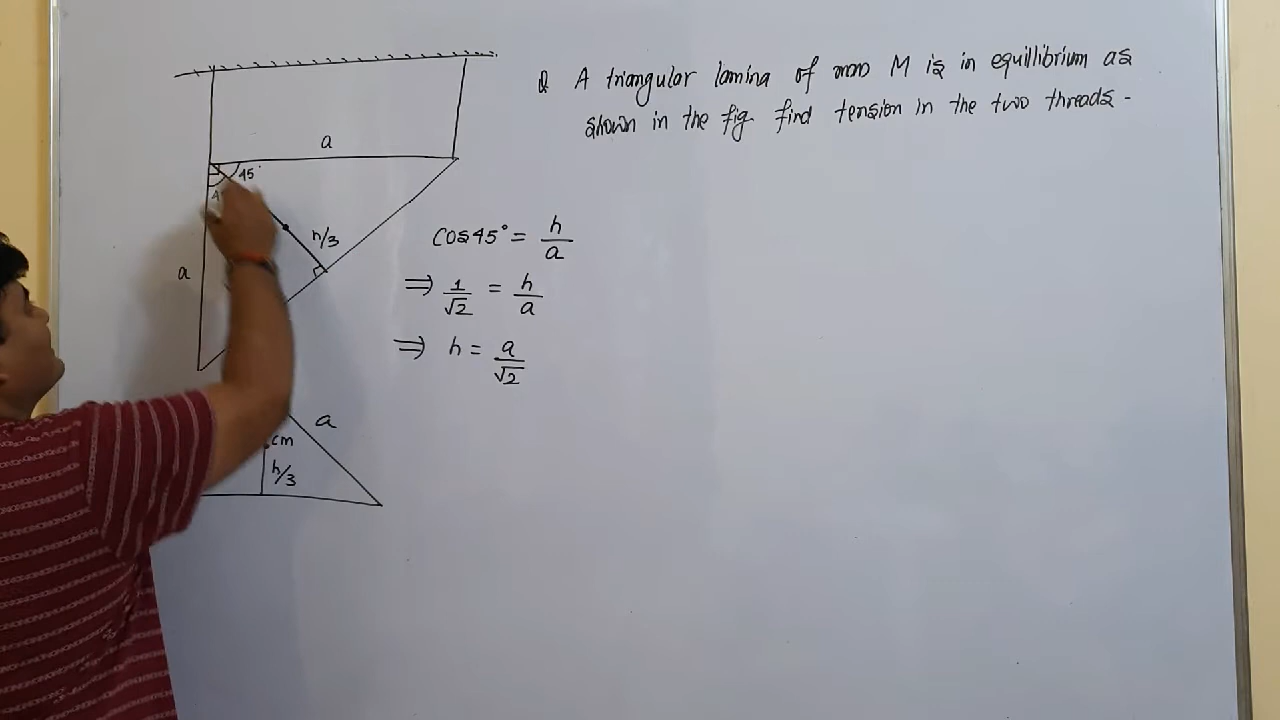 Q A triangular lamina of mass M is in equillibrium as
shown in the fig. find tension in the two threads -
a
45°
h/3
a
cos45° = h/a
⇒ 1/√2 = h/a
⇒ h = a/√2
a
cm
h/3